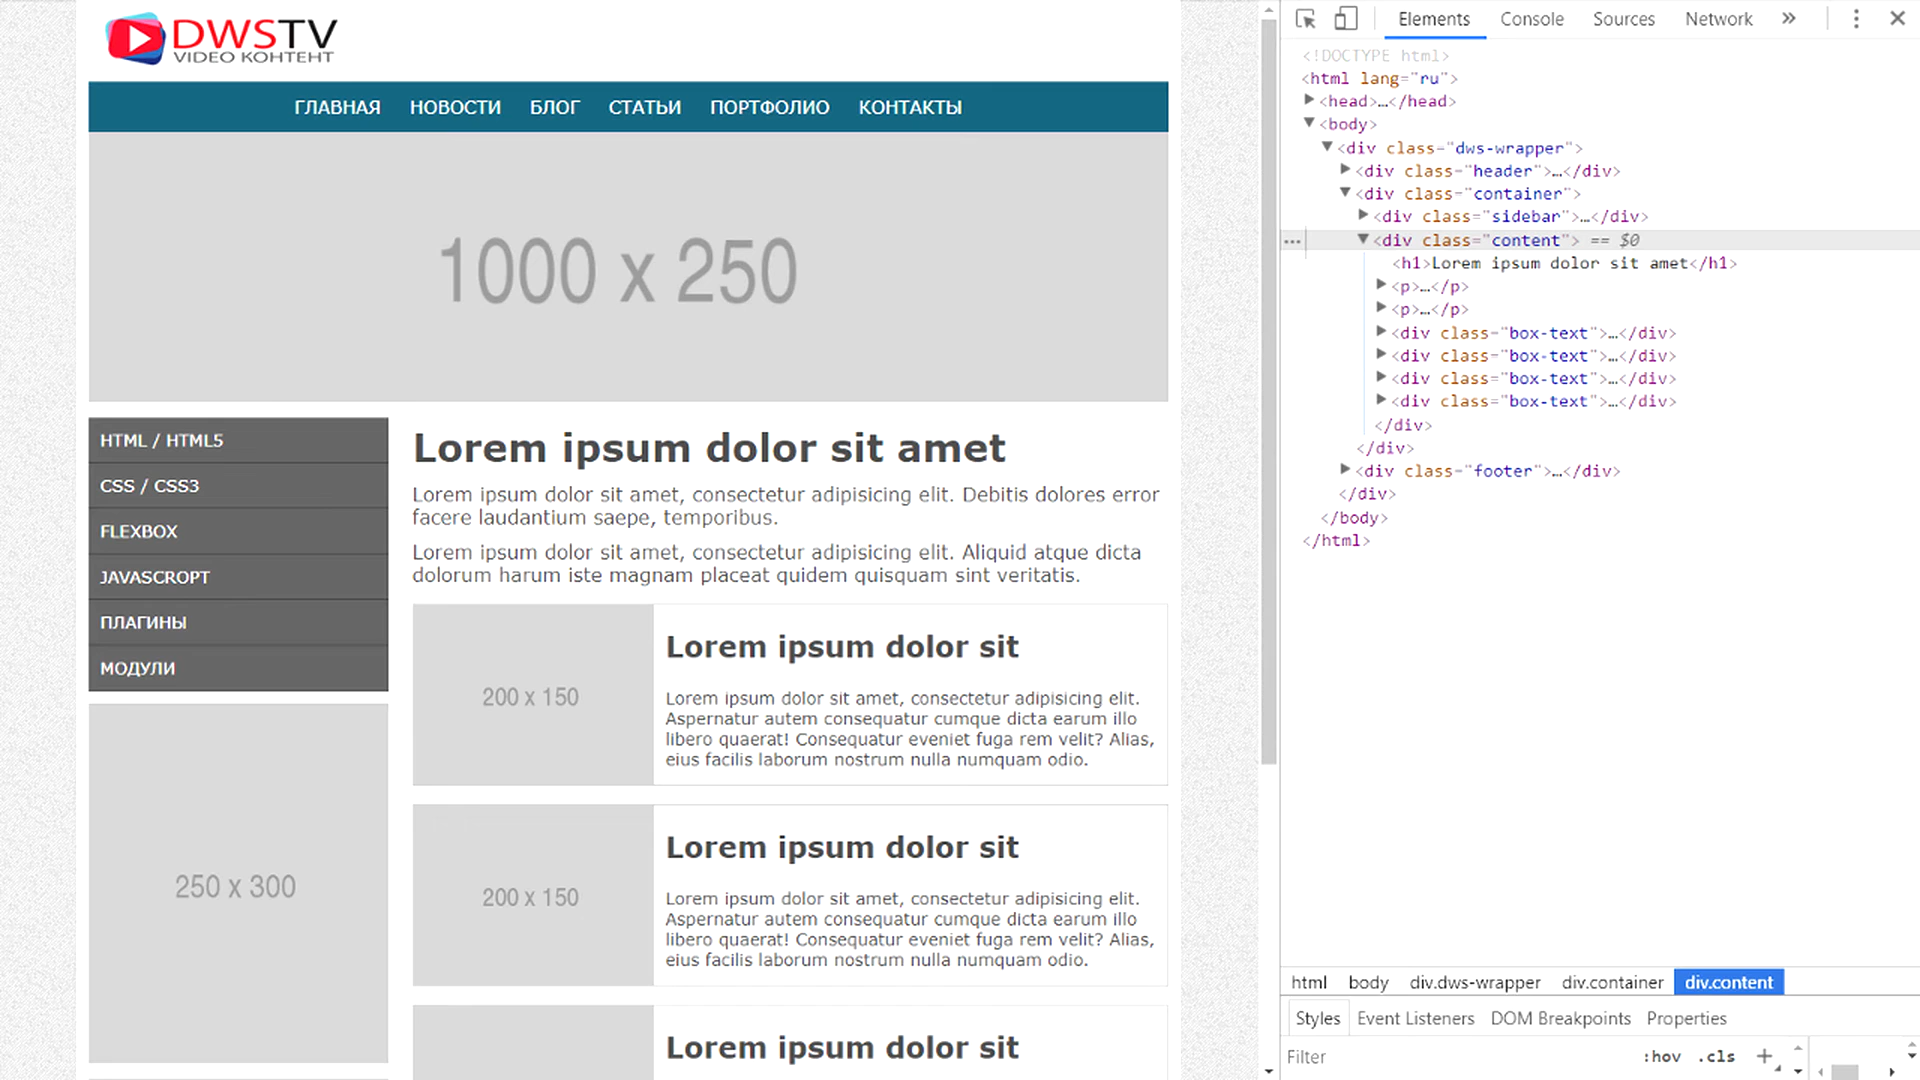 DWSTV
VIDEO КОНТЕНТ
ГЛАВНАЯ НОВОСТИ БЛОГ СТАТЬИ ПОРТФОЛИО КОНТАКТЫ
1000 x 250
HTML / HTML5
CSS / CSS3
FLEXBOX
JAVASCROPT
ПЛАГИНЫ
МОДУЛИ
250 x 300
Lorem ipsum dolor sit amet
Lorem ipsum dolor sit amet, consectetur adipisicing elit. Debitis dolores error
facere laudantium saepe, temporibus.
Lorem ipsum dolor sit amet, consectetur adipisicing elit. Aliquid atque dicta
dolorum harum iste magnam placeat quidem quisquam sint veritatis.
200 x 150
Lorem ipsum dolor sit
Lorem ipsum dolor sit amet, consectetur adipisicing elit.
Aspernatur autem consequatur cumque dicta earum illo
libero quaerat! Consequatur eveniet fuga rem velit? Alias,
eius facilis laborum nostrum nulla numquam odio.
200 x 150
Lorem ipsum dolor sit
Lorem ipsum dolor sit amet, consectetur adipisicing elit.
Aspernatur autem consequatur cumque dicta earum illo
libero quaerat! Consequatur eveniet fuga rem velit? Alias,
eius facilis laborum nostrum nulla numquam odio.
Lorem ipsum dolor sit
Elements Console Sources Network »
<!DOCTYPE html>
<html lang="ru">
<head>…</head>
<body>
<div class="dws-wrapper">
<div class="header">…</div>
<div class="container">
<div class="sidebar">…</div>
<div class="content"> == $0
<h1>Lorem ipsum dolor sit amet</h1>
<p>…</p>
<p>…</p>
<div class="box-text">…</div>
<div class="box-text">…</div>
<div class="box-text">…</div>
<div class="box-text">…</div>
</div>
</div>
<div class="footer">…</div>
</div>
</body>
</html>
html body div.dws-wrapper div.container div.content
Styles Event Listeners DOM Breakpoints Properties
Filter :hov .cls +